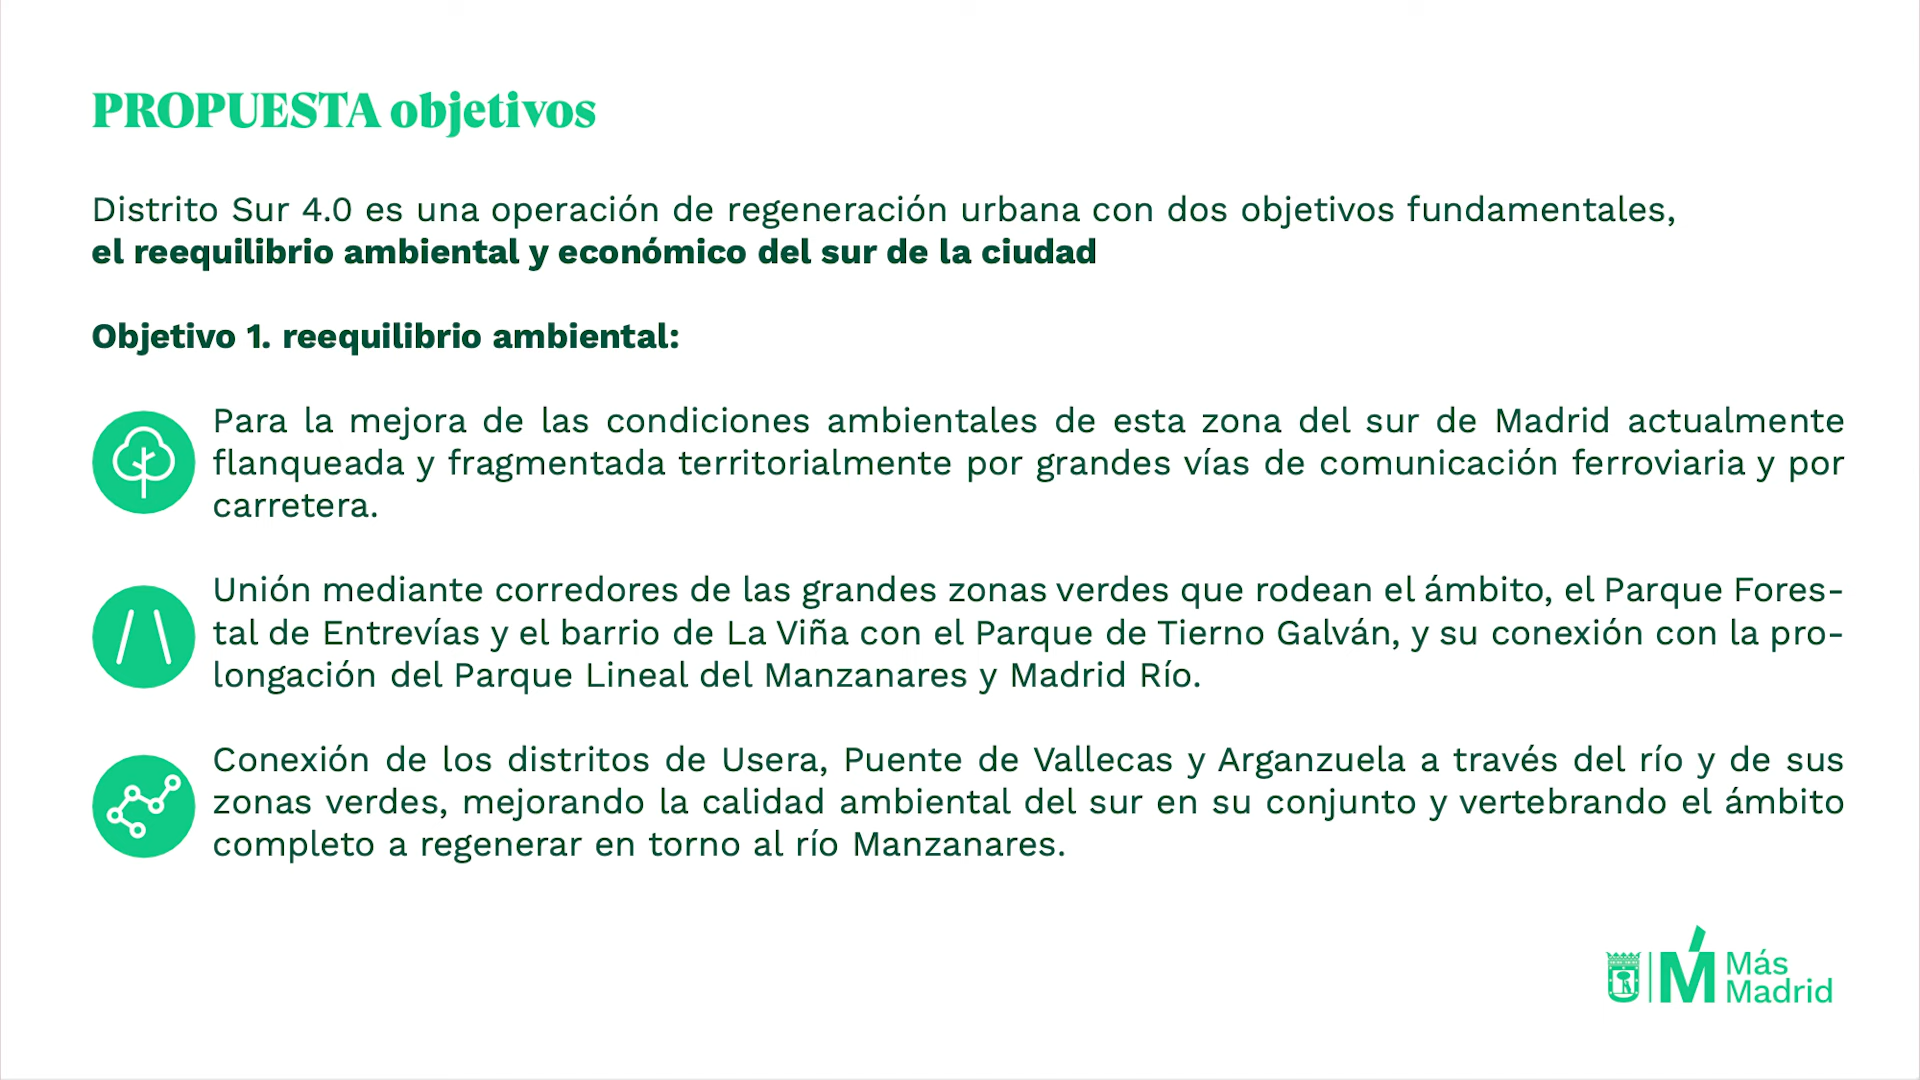 PROPUESTA objetivos
Distrito Sur 4.0 es una operación de regeneración urbana con dos objetivos fundamentales,
el reequilibrio ambiental y económico del sur de la ciudad
Objetivo 1. reequilibrio ambiental:
Para la mejora de las condiciones ambientales de esta zona del sur de Madrid actualmente
flanqueada y fragmentada territorialmente por grandes vías de comunicación ferroviaria y por
carretera.
Unión mediante corredores de las grandes zonas verdes que rodean el ámbito, el Parque Fores-
tal de Entrevías y el barrio de La Viña con el Parque de Tierno Galván, y su conexión con la pro-
longación del Parque Lineal del Manzanares y Madrid Río.
Conexión de los distritos de Usera, Puente de Vallecas y Arganzuela a través del río y de sus
zonas verdes, mejorando la calidad ambiental del sur en su conjunto y vertebrando el ámbito
completo a regenerar en torno al río Manzanares.
Ḿ Más
Madrid